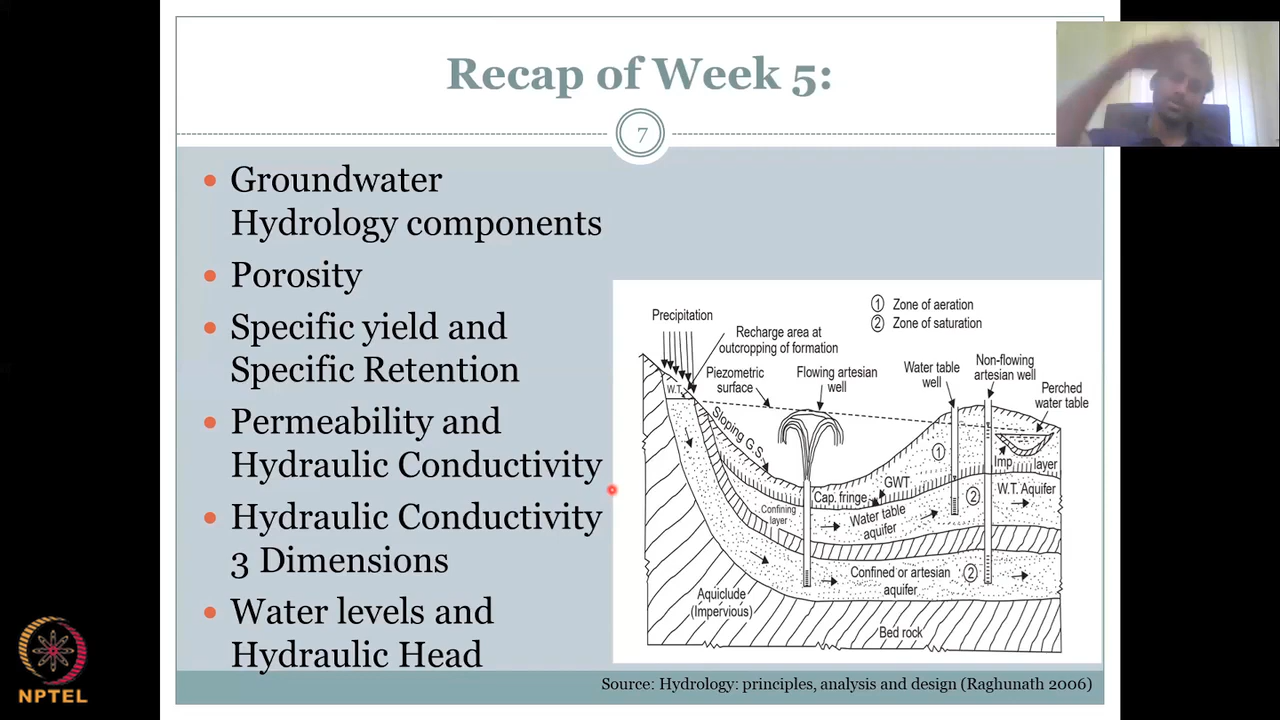 Recap of Week 5:
7
Groundwater
Hydrology components
Porosity
Specific yield and
Specific Retention
Permeability and
Hydraulic Conductivity
Hydraulic Conductivity
3 Dimensions
Water levels and
Hydraulic Head
1 Zone of aeration
2 Zone of saturation
Precipitation
Recharge area at
outcropping of formation
Piezometric
surface
Flowing artesian
well
Water table
well
Non-flowing
artesian well
Perched
water table
W.T.
Sloping G.S.
1
Imp. layer
Cap. fringe
GWT
2
W.T. Aquifer
Confining
layer
Water table
aquifer
Confined or artesian
aquifer
2
Aquiclude
(Impervious)
Bed rock
Source: Hydrology: principles, analysis and design (Raghunath 2006)
NPTEL